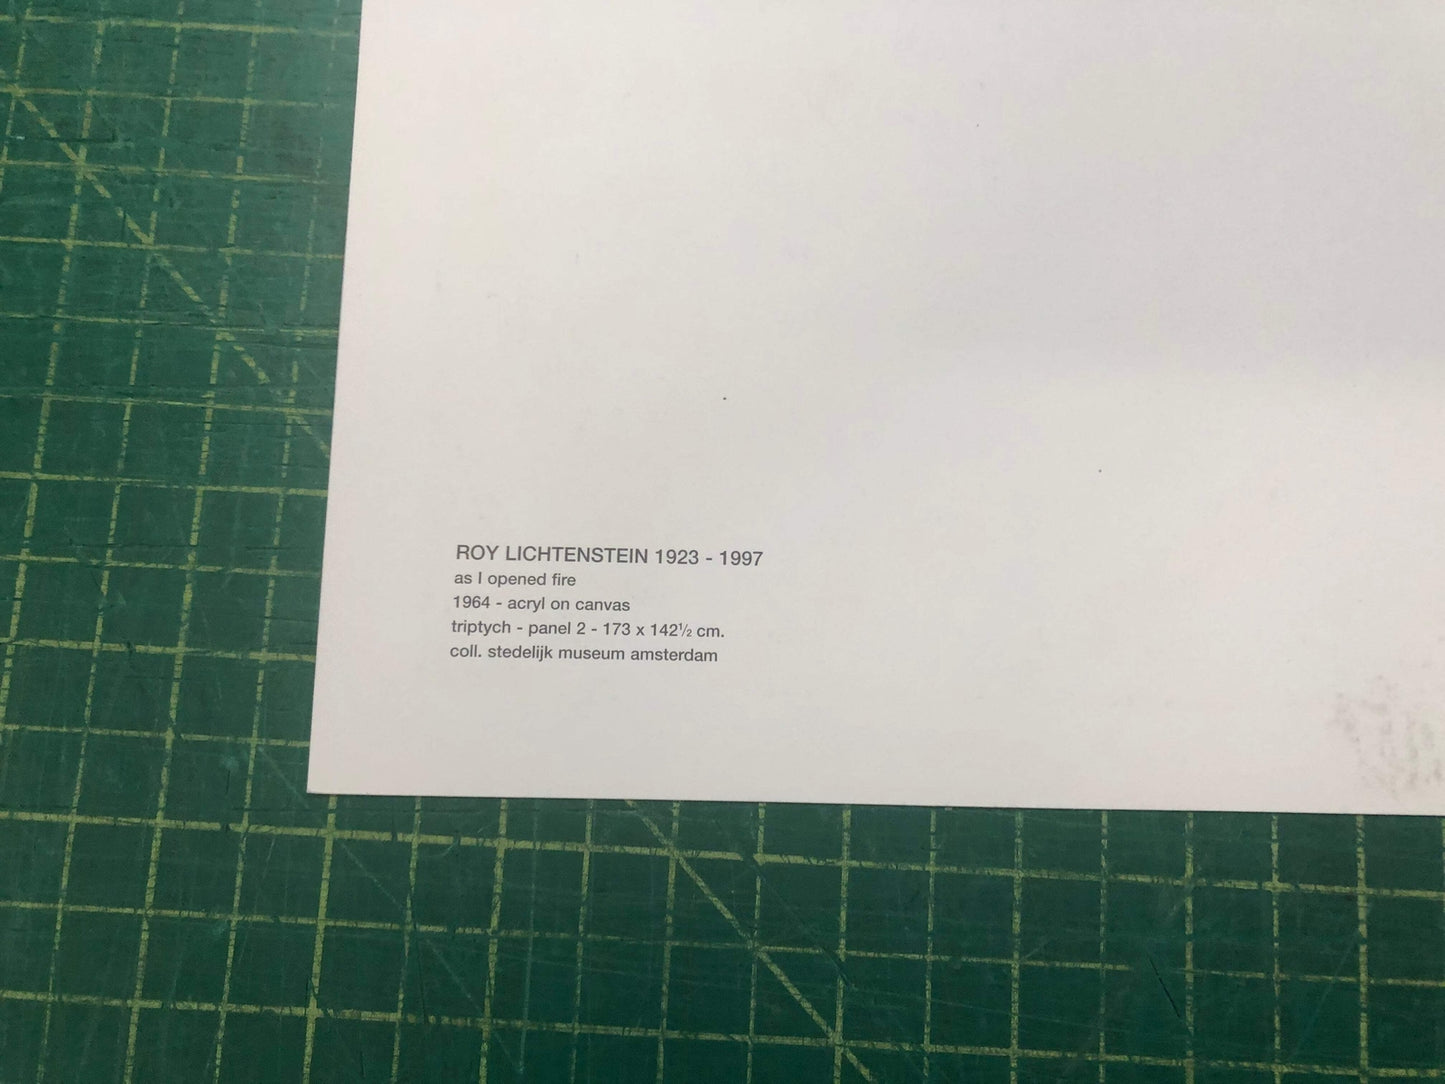 ROY LICHTENSTEIN 1923 - 1997
as I opened fire
1964 - acryl on canvas
triptych - panel 2 - 173 x 142½ cm.
coll. stedelijk museum amsterdam